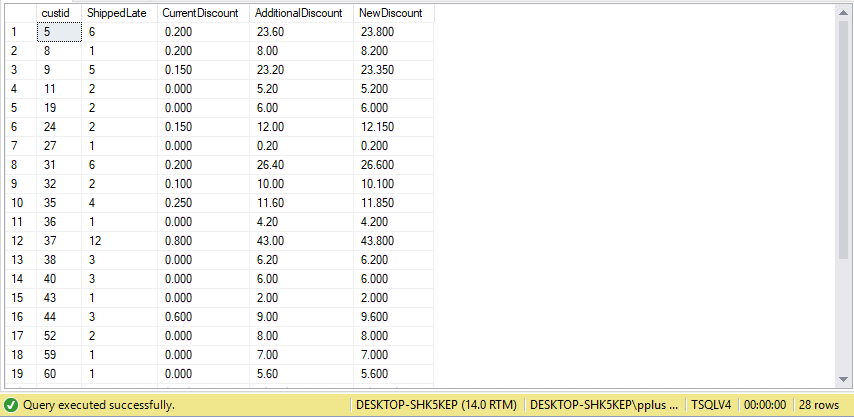 custid ShippedLate CurrentDiscount AdditionalDiscount NewDiscount
1 5 6 0.200 23.60 23.800
2 8 1 0.200 8.00 8.200
3 9 5 0.150 23.20 23.350
4 11 2 0.000 5.20 5.200
5 19 2 0.000 6.00 6.000
6 24 2 0.150 12.00 12.150
7 27 1 0.000 0.20 0.200
8 31 6 0.200 26.40 26.600
9 32 2 0.100 10.00 10.100
10 35 4 0.250 11.60 11.850
11 36 1 0.000 4.20 4.200
12 37 12 0.800 43.00 43.800
13 38 3 0.000 6.20 6.200
14 40 3 0.000 6.00 6.000
15 43 1 0.000 2.00 2.000
16 44 3 0.600 9.00 9.600
17 52 2 0.000 8.00 8.000
18 59 1 0.000 7.00 7.000
19 60 1 0.000 5.60 5.600
Query executed successfully. DESKTOP-SHK5KEP (14.0 RTM) DESKTOP-SHK5KEP\pplus ... TSQLV4 00:00:00 28 rows